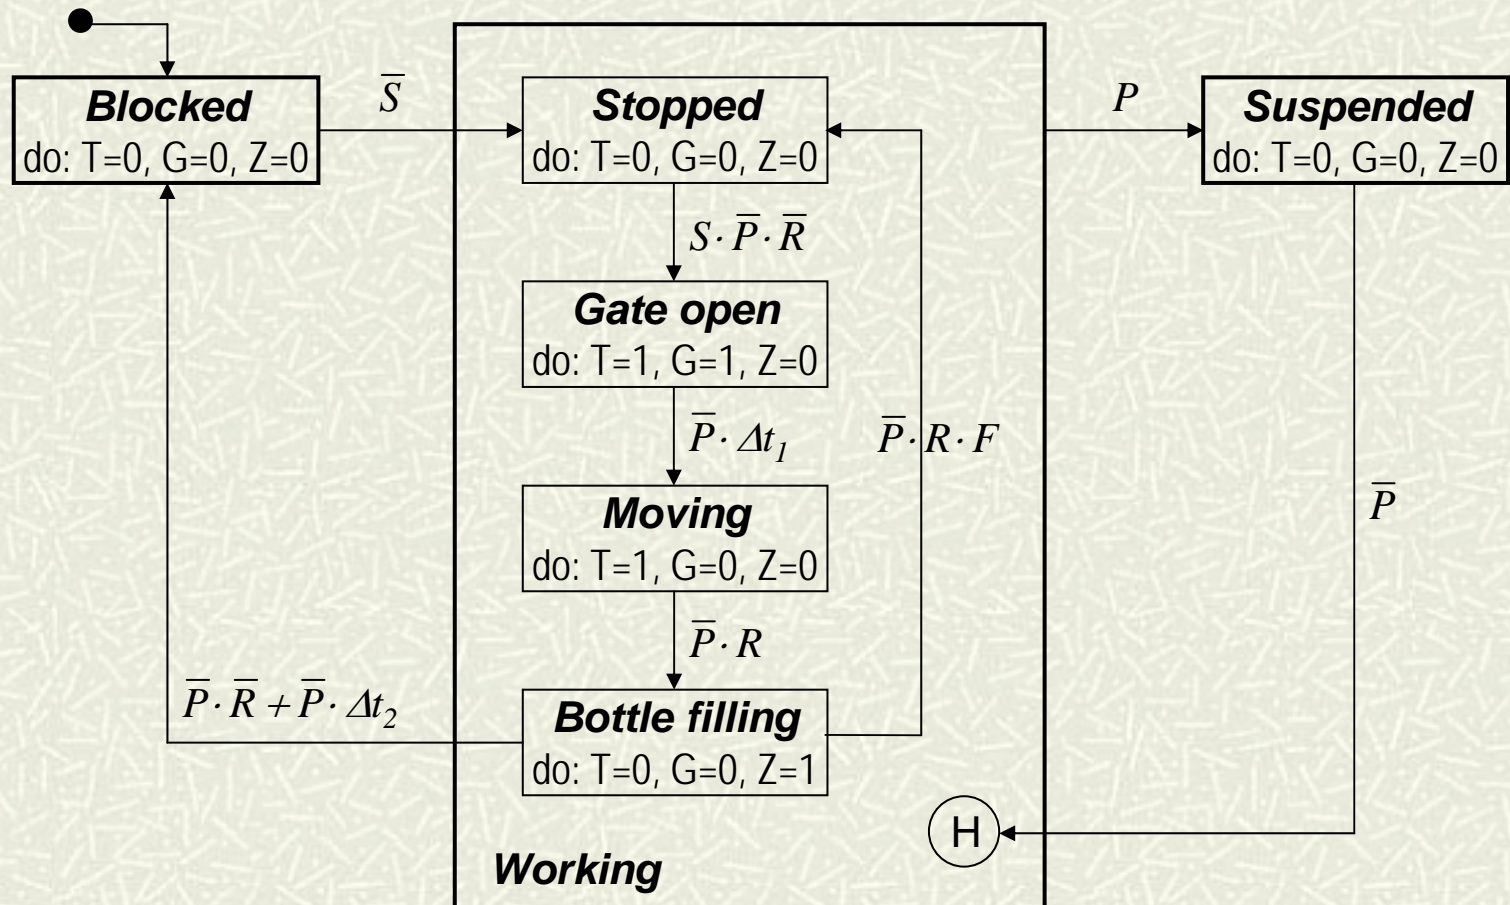 Blocked
do: T=0, G=0, Z=0
S̅
Stopped
do: T=0, G=0, Z=0
P
Suspended
do: T=0, G=0, Z=0
S · P̅ · R̅
Gate open
do: T=1, G=1, Z=0
P̅ · Δt₁
P̅ · R · F
Moving
do: T=1, G=0, Z=0
P̅
P̅ · R
P̅ · R̅ + P̅ · Δt₂
Bottle filling
do: T=0, G=0, Z=1
H
Working